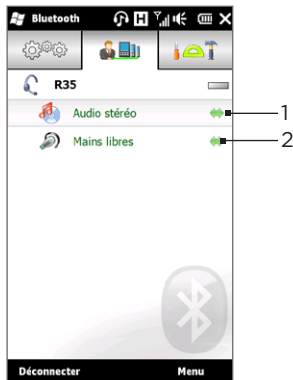 Bluetooth
R35
Audio stéréo
1
Mains libres
2
Déconnecter Menu